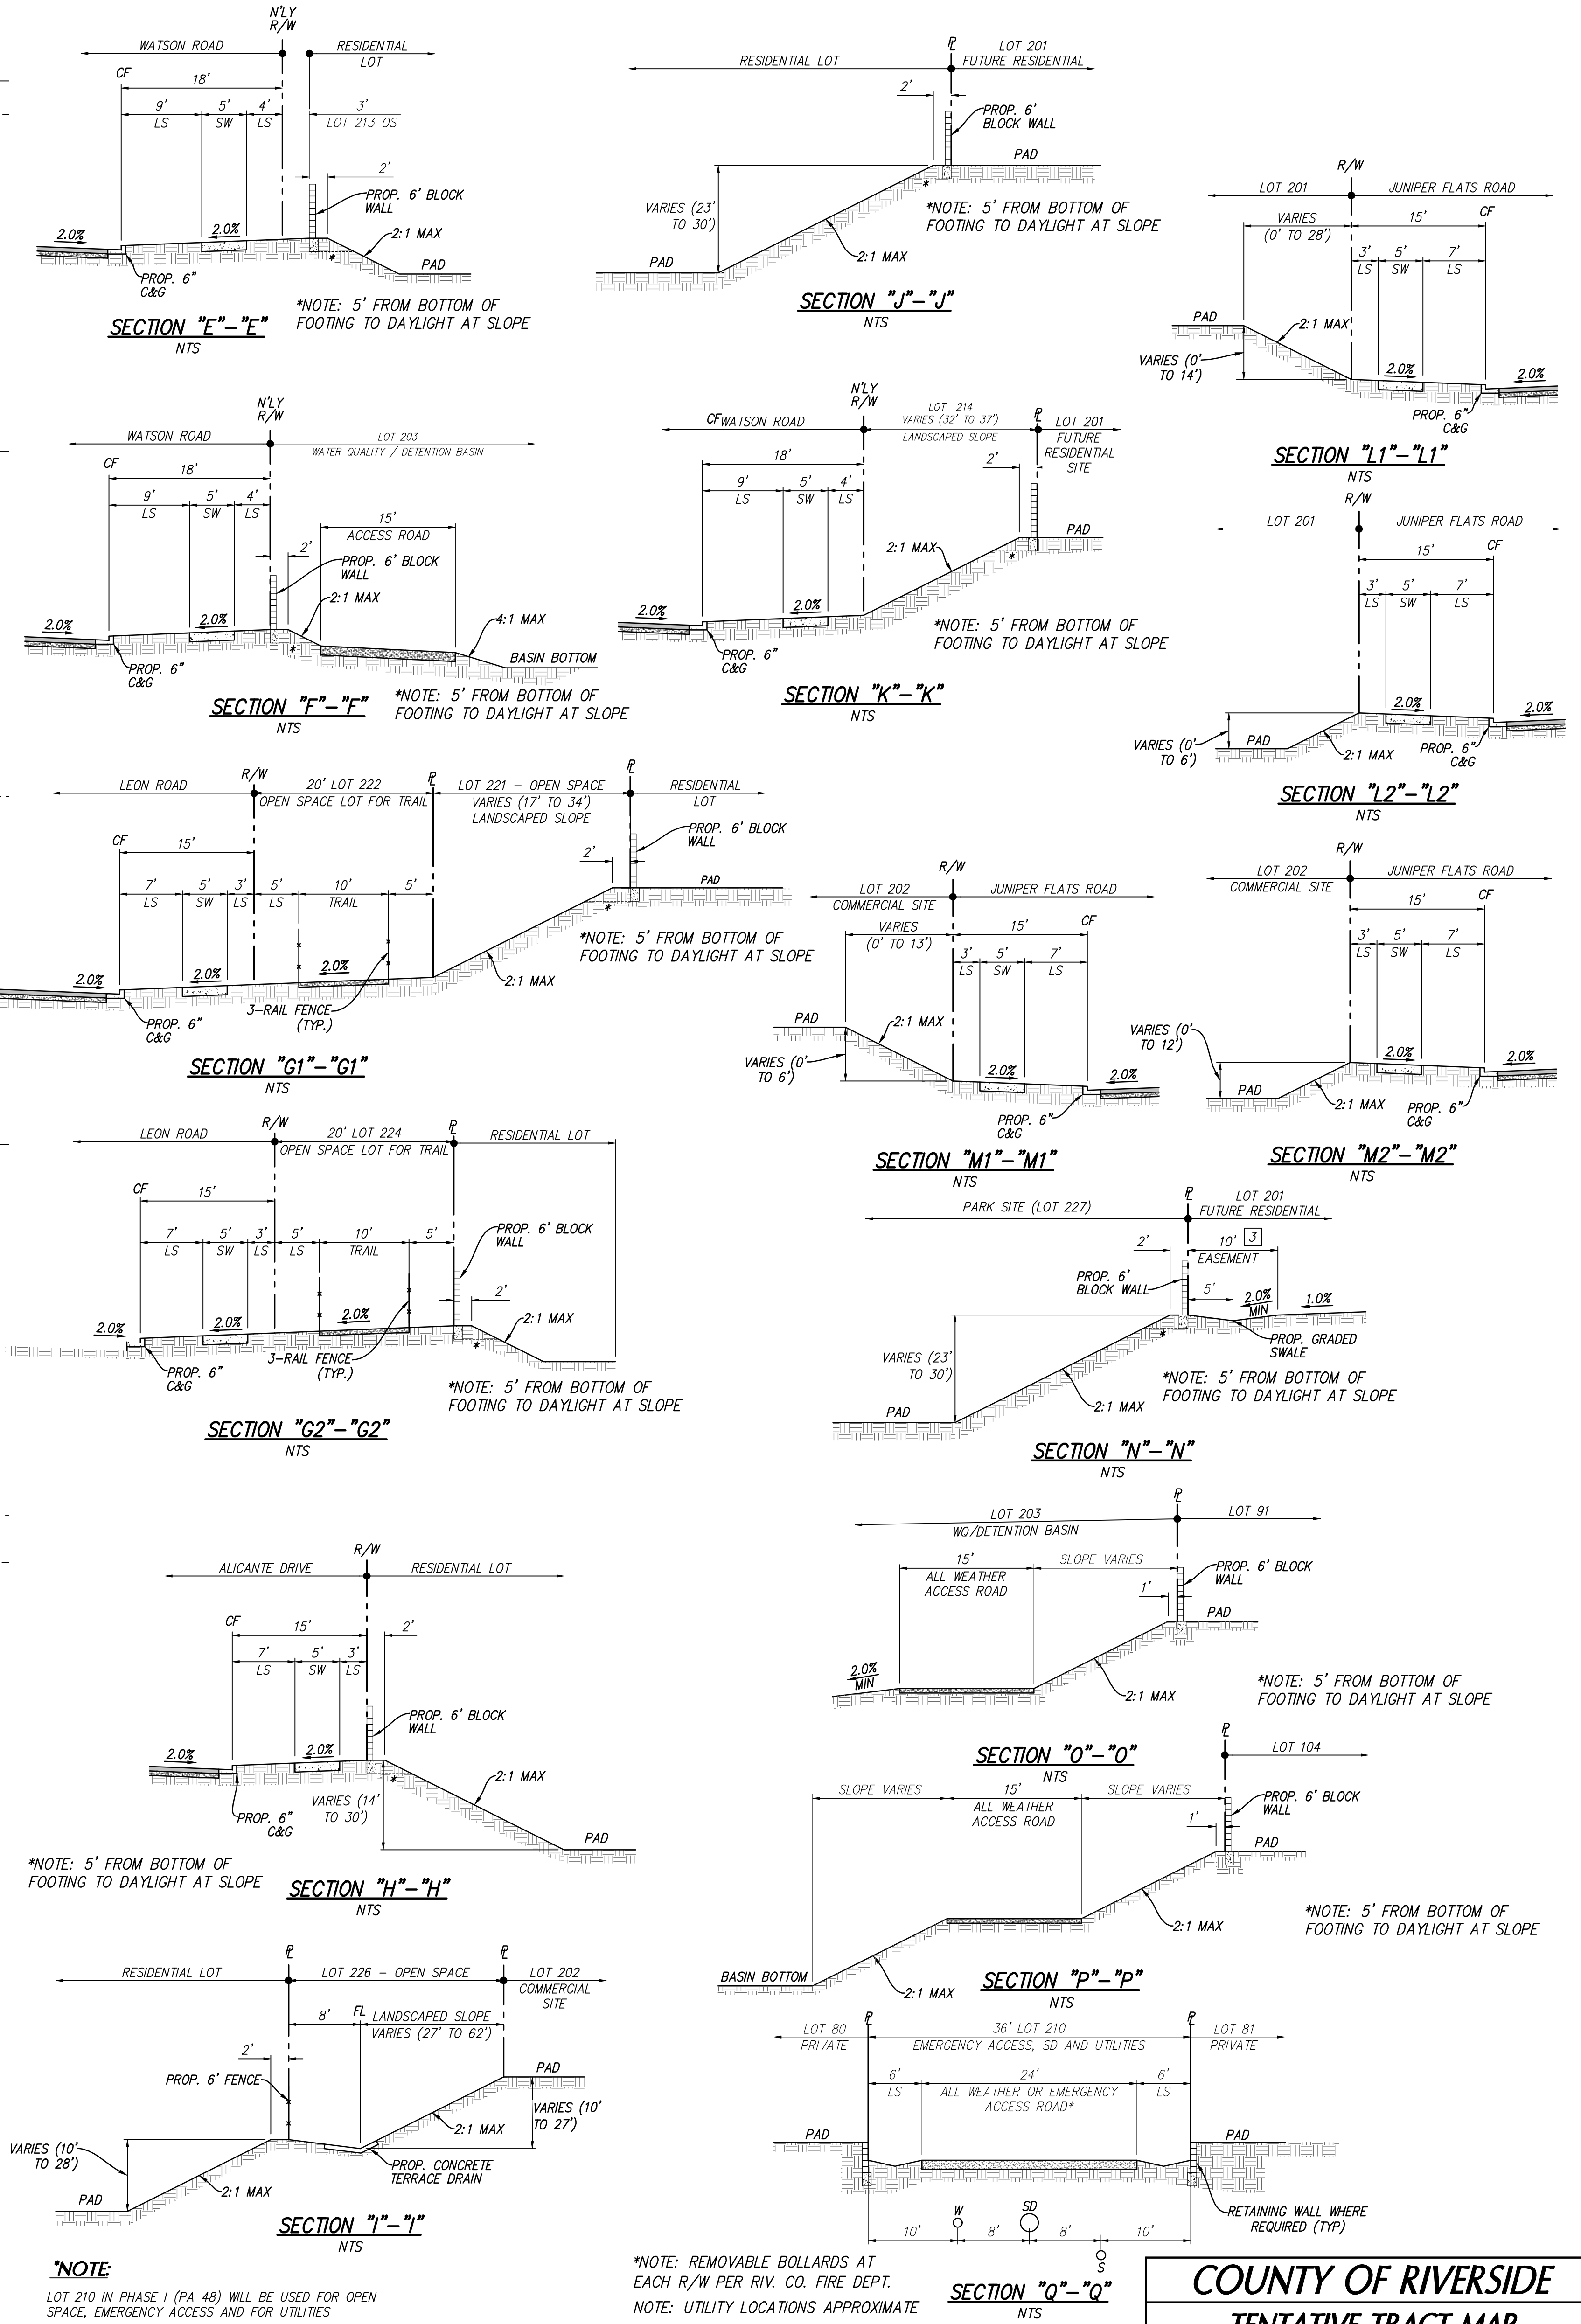 N'LY
R/W
WATSON ROAD
RESIDENTIAL
LOT
CF
18'
9'
LS
5'
SW
4'
LS
3'
LOT 213 OS
2'
PROP. 6' BLOCK
WALL
2:1 MAX
2.0%
2.0%
*
PAD
PROP. 6"
C&G
*NOTE: 5' FROM BOTTOM OF
FOOTING TO DAYLIGHT AT SLOPE
SECTION "E"-"E"
NTS
PL
RESIDENTIAL LOT
LOT 201
FUTURE RESIDENTIAL
2'
PROP. 6'
BLOCK WALL
PAD
*
VARIES (23'
TO 30')
*NOTE: 5' FROM BOTTOM OF
FOOTING TO DAYLIGHT AT SLOPE
2:1 MAX
PAD
SECTION "J"-"J"
NTS
R/W
LOT 201
JUNIPER FLATS ROAD
VARIES
(0' TO 28')
15'
CF
3'
LS
5'
SW
7'
LS
PAD
2:1 MAX
VARIES (0'
TO 14')
2.0%
2.0%
PROP. 6"
C&G
SECTION "L1"-"L1"
NTS
N'LY
R/W
WATSON ROAD
LOT 203
WATER QUALITY / DETENTION BASIN
CF
18'
9'
LS
5'
SW
4'
LS
2'
15'
ACCESS ROAD
PROP. 6' BLOCK
WALL
2:1 MAX
4:1 MAX
2.0%
2.0%
*
BASIN BOTTOM
PROP. 6"
C&G
SECTION "F"-"F"
NTS
*NOTE: 5' FROM BOTTOM OF
FOOTING TO DAYLIGHT AT SLOPE
N'LY
R/W
CF
WATSON ROAD
LOT 214
VARIES (32' TO 37')
LANDSCAPED SLOPE
PL
LOT 201
FUTURE
RESIDENTIAL
SITE
18'
2'
9'
LS
5'
SW
4'
LS
2:1 MAX
PAD
*
2.0%
2.0%
PROP. 6"
C&G
*NOTE: 5' FROM BOTTOM OF
FOOTING TO DAYLIGHT AT SLOPE
SECTION "K"-"K"
NTS
R/W
LOT 201
JUNIPER FLATS ROAD
15'
CF
3'
LS
5'
SW
7'
LS
2.0%
2.0%
VARIES (0'
TO 6')
PAD
2:1 MAX
PROP. 6"
C&G
SECTION "L2"-"L2"
NTS
LEON ROAD
R/W
20' LOT 222
OPEN SPACE LOT FOR TRAIL
PL
LOT 221 - OPEN SPACE
VARIES (17' TO 34')
LANDSCAPED SLOPE
PL
RESIDENTIAL
LOT
CF
15'
PROP. 6' BLOCK
WALL
2'
7'
LS
5'
SW
3'
LS
5'
LS
10'
TRAIL
5'
PAD
*
*NOTE: 5' FROM BOTTOM OF
FOOTING TO DAYLIGHT AT SLOPE
2:1 MAX
2.0%
2.0%
2.0%
3-RAIL FENCE
(TYP.)
PROP. 6"
C&G
SECTION "G1"-"G1"
NTS
R/W
LOT 202
COMMERCIAL SITE
JUNIPER FLATS ROAD
CF
VARIES
(0' TO 13')
15'
3'
LS
5'
SW
7'
LS
PAD
2:1 MAX
VARIES (0'
TO 6')
2.0%
2.0%
PROP. 6"
C&G
SECTION "M1"-"M1"
NTS
R/W
LOT 202
COMMERCIAL SITE
JUNIPER FLATS ROAD
15'
CF
3'
LS
5'
SW
7'
LS
VARIES (0'
TO 12')
2.0%
2.0%
PAD
2:1 MAX
PROP. 6"
C&G
SECTION "M2"-"M2"
NTS
LEON ROAD
R/W
20' LOT 224
OPEN SPACE LOT FOR TRAIL
PL
RESIDENTIAL LOT
CF
15'
7'
LS
5'
SW
3'
LS
5'
LS
10'
TRAIL
5'
PROP. 6' BLOCK
WALL
2'
2:1 MAX
2.0%
2.0%
2.0%
*
3-RAIL FENCE
(TYP.)
PROP. 6"
C&G
*NOTE: 5' FROM BOTTOM OF
FOOTING TO DAYLIGHT AT SLOPE
SECTION "G2"-"G2"
NTS
PARK SITE (LOT 227)
PL
LOT 201
FUTURE RESIDENTIAL
2'
10'
3
EASEMENT
PROP. 6'
BLOCK WALL
5'
2.0%
MIN
1.0%
PROP. GRADED
SWALE
*
VARIES (23'
TO 30')
*NOTE: 5' FROM BOTTOM OF
FOOTING TO DAYLIGHT AT SLOPE
2:1 MAX
PAD
SECTION "N"-"N"
NTS
R/W
ALICANTE DRIVE
RESIDENTIAL LOT
CF
15'
2'
7'
LS
5'
SW
3'
LS
PROP. 6' BLOCK
WALL
2.0%
2.0%
*
2:1 MAX
VARIES (14'
TO 30')
PROP. 6"
C&G
PAD
*NOTE: 5' FROM BOTTOM OF
FOOTING TO DAYLIGHT AT SLOPE
SECTION "H"-"H"
NTS
PL
LOT 203
WQ/DETENTION BASIN
LOT 91
15'
ALL WEATHER
ACCESS ROAD
SLOPE VARIES
PROP. 6' BLOCK
WALL
1'
PAD
2.0%
MIN
2:1 MAX
*NOTE: 5' FROM BOTTOM OF
FOOTING TO DAYLIGHT AT SLOPE
SECTION "O"-"O"
NTS
PL
LOT 104
SLOPE VARIES
15'
ALL WEATHER
ACCESS ROAD
SLOPE VARIES
PROP. 6' BLOCK
WALL
1'
PAD
2:1 MAX
*NOTE: 5' FROM BOTTOM OF
FOOTING TO DAYLIGHT AT SLOPE
BASIN BOTTOM
2:1 MAX
SECTION "P"-"P"
NTS
PL
PL
RESIDENTIAL LOT
LOT 226 - OPEN SPACE
LOT 202
COMMERCIAL
SITE
8'
FL
LANDSCAPED SLOPE
VARIES (27' TO 62')
2'
PROP. 6' FENCE
PAD
2:1 MAX
VARIES (10'
TO 27')
VARIES (10'
TO 28')
PROP. CONCRETE
TERRACE DRAIN
2:1 MAX
PAD
SECTION "I"-"I"
NTS
PL
PL
LOT 80
PRIVATE
36' LOT 210
EMERGENCY ACCESS, SD AND UTILITIES
LOT 81
PRIVATE
6'
LS
24'
ALL WEATHER OR EMERGENCY
ACCESS ROAD*
6'
LS
PAD
PAD
W
SD
RETAINING WALL WHERE
REQUIRED (TYP)
10'
8'
8'
10'
S
*NOTE: REMOVABLE BOLLARDS AT
EACH R/W PER RIV. CO. FIRE DEPT.
NOTE: UTILITY LOCATIONS APPROXIMATE
SECTION "Q"-"Q"
NTS
*NOTE:
LOT 210 IN PHASE I (PA 48) WILL BE USED FOR OPEN
SPACE, EMERGENCY ACCESS AND FOR UTILITIES
COUNTY OF RIVERSIDE
TENTATIVE TRACT MAP